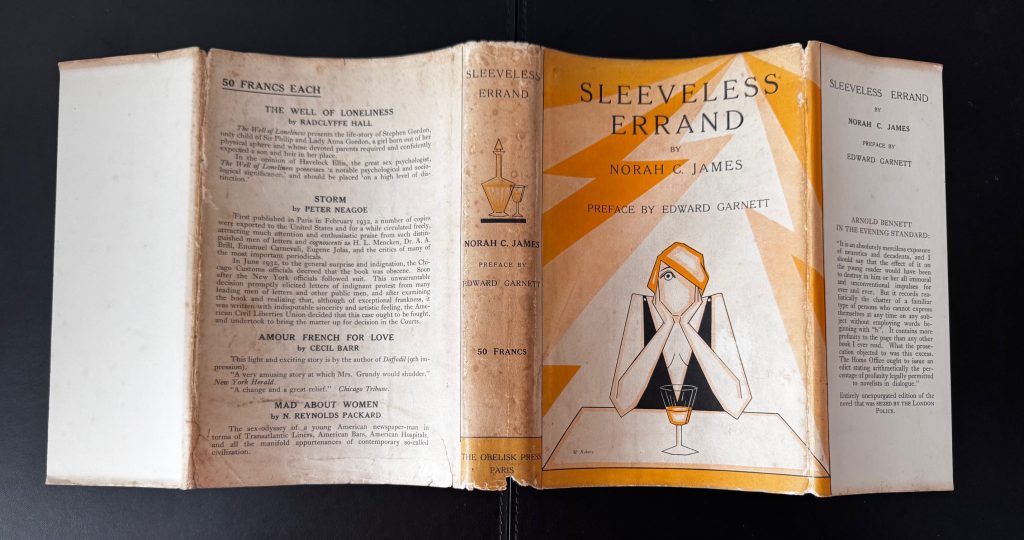 50 FRANCS EACH
THE WELL OF LONELINESS
by RADCLYFFE HALL
The Well of Loneliness presents the life-story of Stephen Gordon,
only child of Sir Phillip and Lady Anna Gordon, a girl born out of her
physical sphere and whose devoted parents required and confidently
expected a son and heir in her place.
In the opinion of Havelock Ellis, the great sex psychologist,
The Well of Loneliness possesses 'a notable psychological and socio-
logical significance,' and should be placed 'on a high level of dis-
tinction.'
STORM
by PETER NEAGOE
First published in Paris in February 1932, a number of copies
were exported to the United States and for a while circulated freely,
attracting much attention and enthusiastic praise from such distin-
guished men of letters and cognoscenti as H. L. Mencken, Dr. A. A.
Brill, Emanuel Carnevali, Eugene Jolas, and the critics of many of
the most important periodicals.
In June 1932, to the general surprise and indignation, the Chi-
cago Customs officials decreed that the book was obscene. Soon
after the New York officials followed suit. This unwarrantable
decision promptly elicited letters of indignant protest from many
leading men of letters and other public men, and after examining
the book and realising that, although of exceptional frankness, it
was written with indisputable sincerity and artistic feeling, the Ame-
rican Civil Liberties Union decided that this case ought to be fought,
and undertook to bring the matter up for decision in the Courts.
AMOUR FRENCH FOR LOVE
by CECIL BARR
This light and exciting story is by the author of Daffodil (9th im-
pression).
"A very amusing story at which Mrs. Grundy would shudder."
New York Herald.
"A change and a great relief." Chicago Tribune.
MAD ABOUT WOMEN
by N. REYNOLDS PACKARD
The sex-odyssey of a young American newspaper-man in
terms of Transatlantic Liners, American Bars, American Hospitals,
and all the manifold appurtenances of contemporary so-called
civilization.
SLEEVELESS
ERRAND
NORAH C. JAMES
PREFACE BY
EDWARD GARNETT
50 FRANCS
THE OBELISK PRESS
PARIS
SLEEVELESS
ERRAND
BY
NORAH C. JAMES
PREFACE BY EDWARD GARNETT
SLEEVELESS ERRAND
BY
NORAH C. JAMES
PREFACE BY
EDWARD GARNETT
ARNOLD BENNETT
IN THE EVENING STANDARD:
"It is an absolutely merciless exposure
of neurotics and decadents, and I
should say that the effect of it on
the young reader would have been
to destroy in him or her all immoral
and unconventional impulses for
ever and ever. But it records rea-
listically the chatter of a familiar
type of persons who cannot express
themselves at any time on any sub-
ject without employing words be-
ginning with "b". It contains more
profanity to the page than any other
book I ever read. What the prose-
cution objected to was this excess.
The Home Office ought to issue an
edict stating arithmetically the per-
centage of profanity legally permitted
to novelists in dialogue."
Entirely unexpurgated edition of the
novel that was SEIZED BY THE LONDON
POLICE.